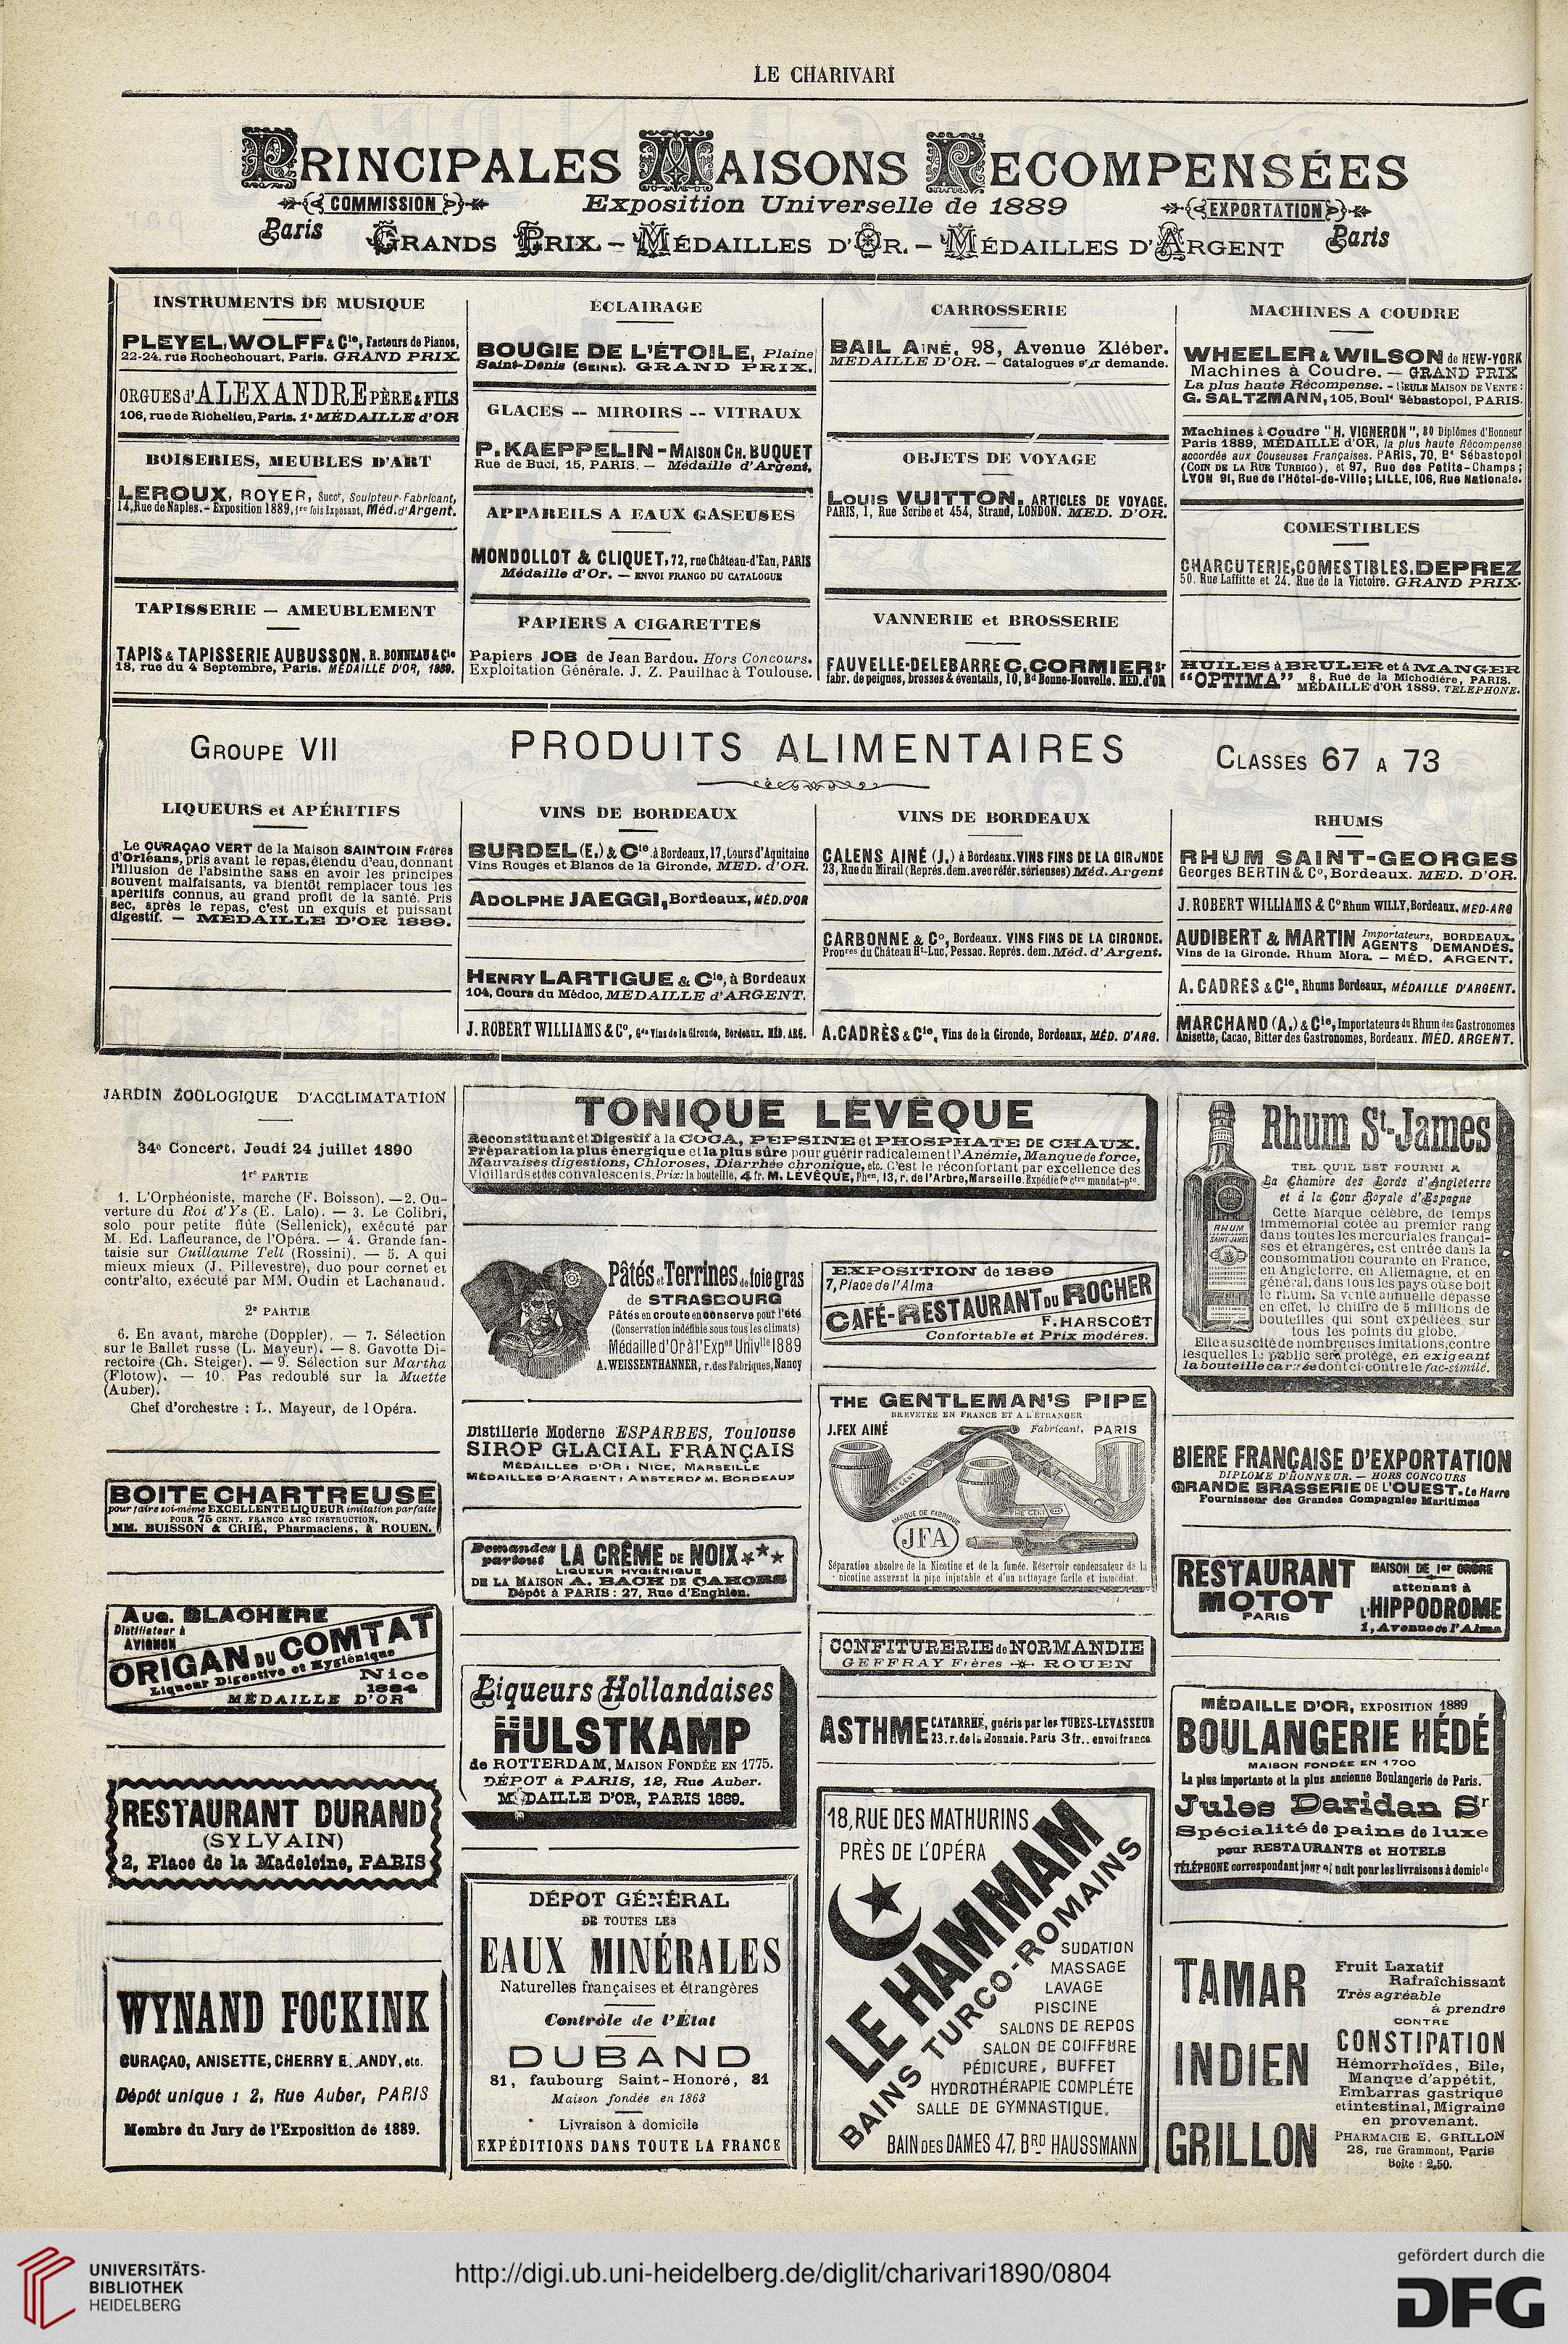 LE CHARIVARI
PRINCIPALES MAISONS RECOMPENSÉES
COMMISSION
Exposition Universelle de 1889
EXPORTATION
Paris
GRANDS PRIX. – MÉDAILLES D'OR. – MÉDAILLES D'ARGENT
Paris
INSTRUMENTS DE MUSIQUE
PLEYEL, WOLFF & Cie, Facteurs de Pianos,
22-24, rue Rochechouart, Paris. GRAND PRIX.
ORGUES d'ALEXANDRE PÈRE & FILS
106, rue de Richelieu, Paris. 1e MÉDAILLE d'OR
BOISERIES, MEUBLES D'ART
LEROUX, ROYER, Succr, Sculpteur-Fabricant,
14, Rue de Naples. - Exposition 1889, 1re fois Exposant, Méd. d'Argent.
TAPISSERIE — AMEUBLEMENT
TAPIS & TAPISSERIE AUBUSSON, R. BONNEAU & Cie
18, rue du 4 Septembre, Paris. MÉDAILLE D'OR, 1889.
ÉCLAIRAGE
BOUGIE DE L'ÉTOILE, Plaine
Saint-Denis (SEINE). GRAND PRIX.
GLACES -- MIROIRS -- VITRAUX
P. KAEPPELIN - MAISON CH. BUQUET
Rue de Buci, 15, PARIS. — Médaille d'Argent.
APPAREILS A EAUX GASEUSES
MONDOLLOT & CLIQUET, 72, rue Château-d'Eau, PARIS
Médaille d'Or. — ENVOI FRANCO DU CATALOGUE
PAPIERS A CIGARETTES
Papiers JOB de Jean Bardou. Hors Concours.
Exploitation Générale. J. Z. Pauilhac à Toulouse.
CARROSSERIE
BAIL AINÉ, 98, Avenue Kléber.
MEDAILLE D'OR. — Catalogues sur demande.
OBJETS DE VOYAGE
LOUIS VUITTON, ARTICLES DE VOYAGE.
PARIS, 1, Rue Scribe et 454, Strand, LONDON. MED. D'OR.
VANNERIE et BROSSERIE
FAUVELLE-DELEBARRE C. CORMIER Sr
fabr. de peignes, brosses & éventails, 10, Bd Bonne-Nouvelle. MED. d'OR
MACHINES A COUDRE
WHEELER & WILSON de NEW-YORK
Machines à Coudre. — GRAND PRIX
La plus haute Récompense. - SEULE MAISON DE VENTE :
G. SALTZMANN, 105, Boult Sébastopol, PARIS.
Machines à Coudre "H. VIGNERON", 80 Diplômes d'Honneur
Paris 1889, MÉDAILLE d'OR, la plus haute Récompense
accordée aux Couseuses Françaises. PARIS, 70, Bd Sébastopol
(COIN DE LA RUE TURBIGO), et 97, Rue des Petits-Champs;
LYON 91, Rue de l'Hôtel-de-Ville; LILLE, 106, Rue Nationale.
COMESTIBLES
CHARCUTERIE, COMESTIBLES. DEPREZ
50. Rue Laffitte et 24. Rue de la Victoire. GRAND PRIX.
HUILES à BRULER et à MANGER
"OPTIMA" 8, Rue de la Michodière, PARIS.
MÉDAILLE d'OR 1889. TELEPHONE.
GROUPE VII
PRODUITS ALIMENTAIRES
CLASSES 67 A 73
LIQUEURS et APÉRITIFS
Le CURAÇAO VERT de la Maison SAINTOIN Frères
d'Orléans, pris avant le repas, étendu d'eau, donnant
l'illusion de l'absinthe sans en avoir les principes
souvent malfaisants, va bientôt remplacer tous les
apéritifs connus, au grand profit de la santé. Pris
sec, après le repas, c'est un exquis et puissant
digestif. — MEDAILLE D'OR 1889.
VINS DE BORDEAUX
BURDEL (E.) & Cie, à Bordeaux, 17, Cours d'Aquitaine
Vins Rouges et Blancs de la Gironde, MED. d'OR.
ADOLPHE JAEGGI, Bordeaux, MÉD. D'OR
HENRY LARTIGUE & Cie, à Bordeaux
104, Cours du Médoc, MÉDAILLE d'ARGENT.
J. ROBERT WILLIAMS & Co, Gds Vins de la Gironde, Bordeaux. MÉD. ARG.
VINS DE BORDEAUX
CALENS AINÉ (J.) à Bordeaux. VINS FINS DE LA GIRONDE
23, Rue du Mirail (Représ. dem. avec référ. sérieuses) Méd. Argent
CARBONNE & Co, Bordeaux. VINS FINS DE LA GIRONDE.
Propres du Château Ht-Luc, Pessac. Représ. dem. Méd. d'Argent.
A. CADRÈS & Cie, Vins de la Gironde, Bordeaux, MÉD. D'ARG.
RHUMS
RHUM SAINT-GEORGES
Georges BERTIN & Co, Bordeaux. MED. D'OR.
J. ROBERT WILLIAMS & Co Rhum WILLY, Bordeaux. MED-ARG
AUDIBERT & MARTIN Importateurs, BORDEAUX.
AGENTS DEMANDÉS.
Vins de la Gironde. Rhum Mora. — MÉD. ARGENT.
A. CADRÈS & Cie, Rhums Bordeaux, MÉDAILLE D'ARGENT.
MARCHAND (A.) & Cie, Importateurs du Rhum des Gastronomes
Anisette, Cacao, Bitter des Gastronomes, Bordeaux. MÉD. ARGENT.
JARDIN ZOOLOGIQUE D'ACCLIMATATION
34e Concert. Jeudi 24 juillet 1890
1re PARTIE
1. L'Orphéoniste, marche (F. Boisson). — 2. Ou-
verture du Roi d'Ys (E. Lalo). — 3. Le Colibri,
solo pour petite flûte (Sellenick), exécuté par
M. Ed. Lafleurance, de l'Opéra. — 4. Grande fan-
taisie sur Guillaume Tell (Rossini). — 5. A qui
mieux mieux (J. Pillevestre), duo pour cornet et
contr'alto, exécuté par MM. Oudin et Lachanaud.
2e PARTIE
6. En avant, marche (Doppler). — 7. Sélection
sur le Ballet russe (L. Mayeur). — 8. Gavotte Di-
rectoire (Ch. Steiger). — 9. Sélection sur Martha
(Flotow). — 10. Pas redoublé sur la Muette
(Auber).
Chef d'orchestre : L. Mayeur, de l Opéra.
BOITE CHARTREUSE
pour faire soi-même EXCELLENTE LIQUEUR imitation parfaite
POUR 75 CENT. FRANCO AVEC INSTRUCTION.
MM. BUISSON & CRIÉ, Pharmaciens, à ROUEN.
Aug. BLACHERE
Distillateur à
AVIGNON
ORIGAN DU COMTAT
Liqueur Digestive et Hygiénique
Nice
1884
MÉDAILLE D'OR
RESTAURANT DURAND
(SYLVAIN)
2, Place de la Madeleine, PARIS
WYNAND FOCKINK
CURAÇAO, ANISETTE, CHERRY B.ANDY, etc.
Dépôt unique : 2, Rue Auber, PARIS
Membre du Jury de l'Exposition de 1889.
TONIQUE LEVÊQUE
Reconstituant et Digestif à la COCA, PEPSINE et PHOSPHATE DE CHAUX.
Préparation la plus énergique et la plus sûre pour guérir radicalement l'Anémie, Manque de force,
Mauvaises digestions, Chloroses, Diarrhée chronique, etc. C'est le réconfortant par excellence des
Vieillards et des convalescents. Prix: la bouteille, 4 fr. M. LÉVÊQUE, Phen, 13, r. de l'Arbre, Marseille. Expédie fo ctre mandat-pte.
Pâtés et Terrines de foie gras
de STRASBOURG
Pâtés en croute en conserve pour l'été
(Conservation indéfinie sous tous les climats)
Médaille d'Or à l'Expon Univlle 1889
A. WEISSENTHANNER, r. des Fabriques, Nancy
Distillerie Moderne ESPARBES, Toulouse
SIROP GLACIAL FRANÇAIS
MÉDAILLES D'OR : NICE, MARSEILLE
MÉDAILLES D'ARGENT : AMSTERDAM, BORDEAUX
Demandez partout LA CRÊME DE NOIX
LIQUEUR HYGIÉNIQUE
DE LA MAISON A. BACH DE CAHORS
Dépôt à PARIS : 27, Rue d'Enghien.
Liqueurs Hollandaises
HULSTKAMP
de ROTTERDAM, MAISON FONDÉE EN 1775.
DÉPOT à PARIS, 12, Rue Auber.
MÉDAILLE D'OR, PARIS 1889.
DÉPOT GÉNÉRAL
DE TOUTES LES
EAUX MINÉRALES
Naturelles françaises et étrangères
Contrôle de l'État
DUBAND
81, faubourg Saint-Honoré, 81
Maison fondée en 1863
Livraison à domicile
EXPÉDITIONS DANS TOUTE LA FRANCE
EXPOSITION de 1889
7, Place de l'Alma
CAFÉ-RESTAURANT DU ROCHER
F. HARSCOËT
Confortable et Prix modérés.
THE GENTLEMAN'S PIPE
BREVETÉE EN FRANCE ET A L'ÉTRANGER
J. FEX AINÉ Fabricant, PARIS
MARQUE DE FABRIQUE
JFA
Séparation absolue de la Nicotine et de la fumée. Réservoir condensateur de la
nicotine assurant la pipe injutable et d'un nettoyage facile et immédiat.
CONFITURERIE de NORMANDIE
GEFFRAY Frères ROUEN
ASTHME CATARRHE, guéris par les TUBES-LEVASSEUR
23, r. de la Monnaie. Paris 3 fr.. envoi franco
18, RUE DES MATHURINS
PRÈS DE L'OPÉRA
LE HAMMAM
BAINS TURCO-ROMAINS
SUDATION
MASSAGE
LAVAGE
PISCINE
SALONS DE REPOS
SALON DE COIFFURE
PÉDICURE, BUFFET
HYDROTHÉRAPIE COMPLÉTE
SALLE DE GYMNASTIQUE.
BAIN DES DAMES 47, BRD HAUSSMANN
Rhum St-James
TEL QU'IL EST FOURNI A
La Chambre des Lords d'Angleterre
et à la Cour Royale d'Espagne
RHUM
SAINT-JAMES
Cette Marque célèbre, de temps
immémorial cotée au premier rang
dans toutes les mercuriales françai-
ses et étrangères, est entrée dans la
consommation courante en France,
en Angleterre, en Allemagne, et en
général, dans tous les pays où se boit
le rhum. Sa vente annuelle dépasse
en effet, le chiffre de 5 millions de
bouteilles qui sont expédiées sur
tous les points du globe.
Elle a suscité de nombreuses imitations, contre
lesquelles le public sera protégé, en exigeant
la bouteille carrée dont ci-contre le fac-similé.
BIERE FRANÇAISE D'EXPORTATION
DIPLOME D'HONNEUR. — HORS CONCOURS
GRANDE BRASSERIE DE L'OUEST. Le Havre
Fournisseur des Grandes Compagnies Maritimes
RESTAURANT MAISON DE 1er ORDRE
attenant à
MOTOT L'HIPPODROME
PARIS 1, Avenue de l'Alma
MÉDAILLE D'OR, EXPOSITION 1889
BOULANGERIE HÉDÉ
MAISON FONDÉE EN 1700
La plus importante et la plus ancienne Boulangerie de Paris.
Jules Daridan Sr
Spécialité de pains de luxe
pour RESTAURANTS et HOTELS
TÉLÉPHONE correspondant jour et nuit pour les livraisons à domicile
TAMAR
INDIEN
GRILLON
Fruit Laxatif
Rafraîchissant
Très agréable
à prendre
CONTRE
CONSTIPATION
Hémorrhoïdes, Bile,
Manque d'appétit,
Embarras gastrique
et intestinal, Migraine
en provenant.
PHARMACIE E. GRILLON
28, rue Grammont, Paris
Boîte : 2,50.
UNIVERSITÄTS-
BIBLIOTHEK
HEIDELBERG
http://digi.ub.uni-heidelberg.de/diglit/charivari1890/0804
gefördert durch die
DFG